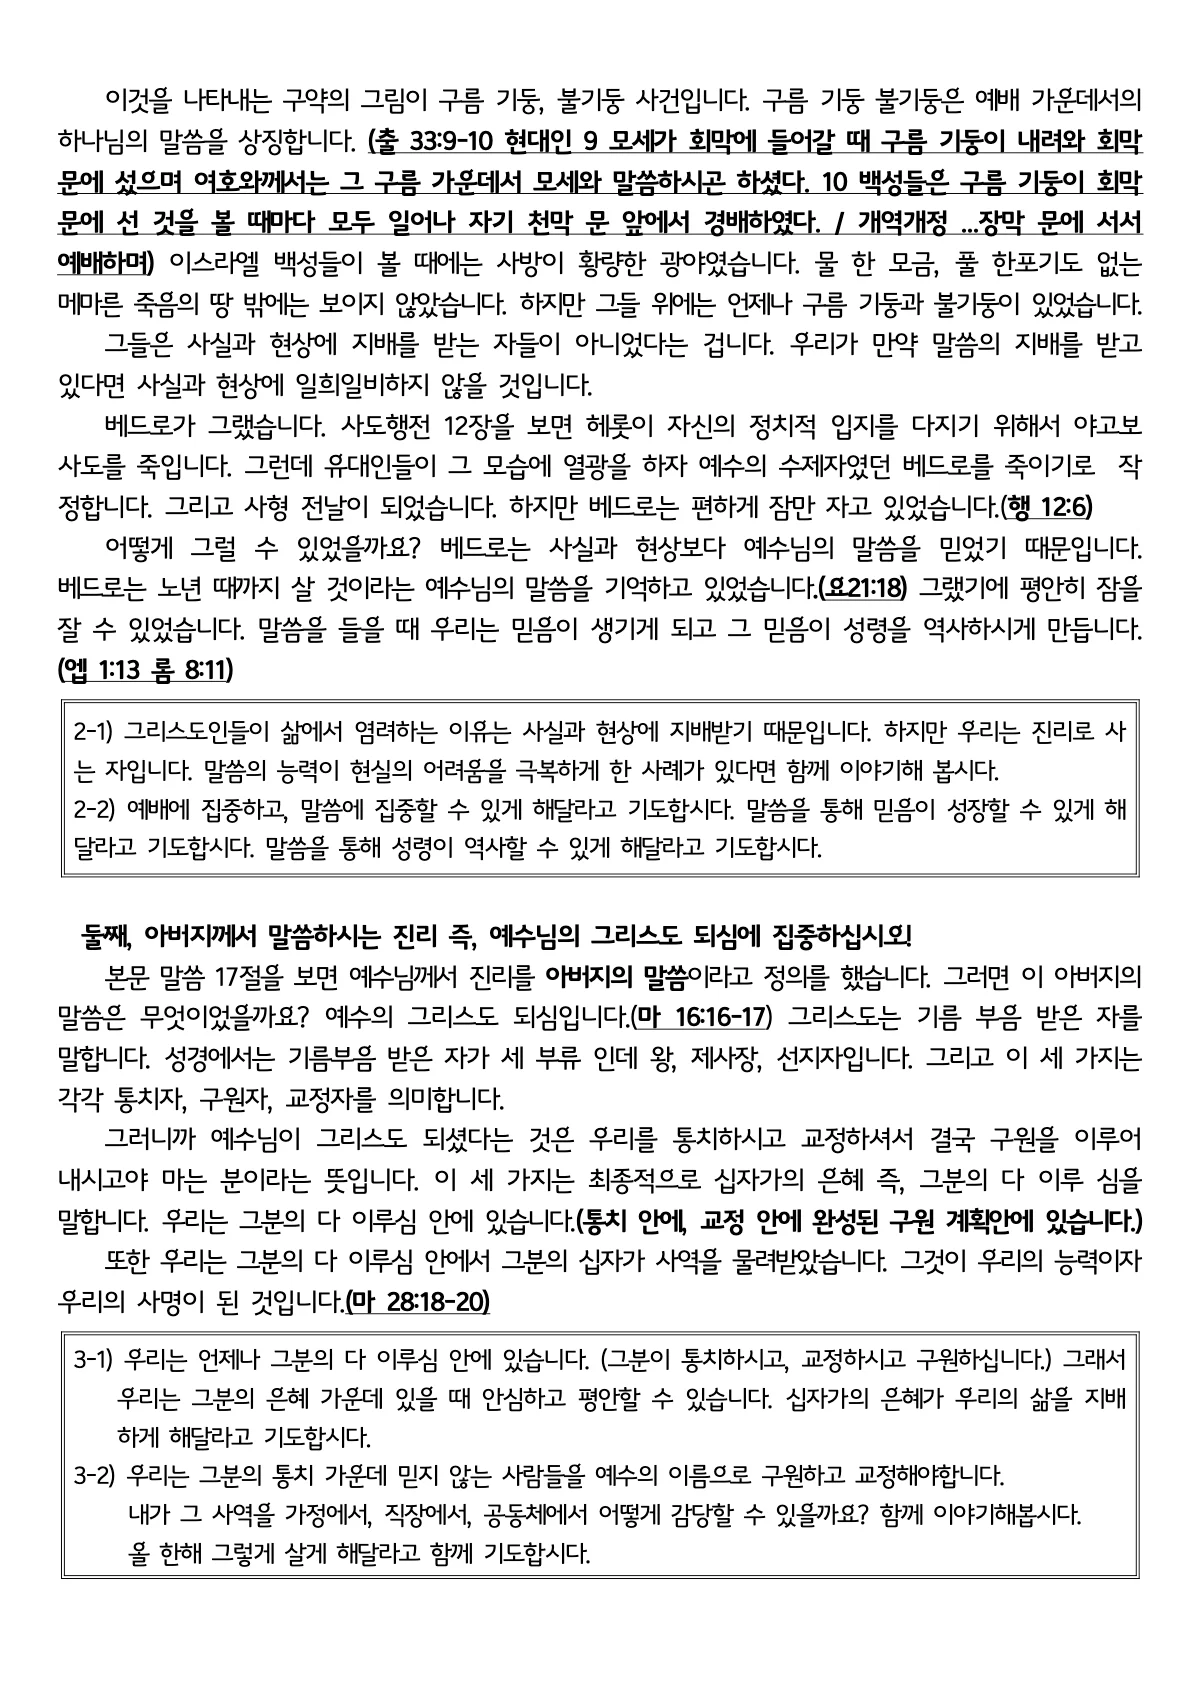 이것을 나타내는 구약의 그림이 구름 기둥, 불기둥 사건입니다. 구름 기둥 불기둥은 예배 가운데서의
하나님의 말씀을 상징합니다. (출 33:9-10 현대인 9 모세가 회막에 들어갈 때 구름 기둥이 내려와 회막
문에 섰으며 여호와께서는 그 구름 가운데서 모세와 말씀하시곤 하셨다. 10 백성들은 구름 기둥이 회막
문에 선 것을 볼 때마다 모두 일어나 자기 천막 문 앞에서 경배하였다. / 개역개정 ...장막 문에 서서
예배하며) 이스라엘 백성들이 볼 때에는 사방이 황량한 광야였습니다. 물 한 모금, 풀 한포기도 없는
메마른 죽음의 땅 밖에는 보이지 않았습니다. 하지만 그들 위에는 언제나 구름 기둥과 불기둥이 있었습니다.
그들은 사실과 현상에 지배를 받는 자들이 아니었다는 겁니다. 우리가 만약 말씀의 지배를 받고
있다면 사실과 현상에 일희일비하지 않을 것입니다.
베드로가 그랬습니다. 사도행전 12장을 보면 헤롯이 자신의 정치적 입지를 다지기 위해서 야고보
사도를 죽입니다. 그런데 유대인들이 그 모습에 열광을 하자 예수의 수제자였던 베드로를 죽이기로 작
정합니다. 그리고 사형 전날이 되었습니다. 하지만 베드로는 편하게 잠만 자고 있었습니다.(행 12:6)
어떻게 그럴 수 있었을까요? 베드로는 사실과 현상보다 예수님의 말씀을 믿었기 때문입니다.
베드로는 노년 때까지 살 것이라는 예수님의 말씀을 기억하고 있었습니다.(요21:18) 그랬기에 평안히 잠을
잘 수 있었습니다. 말씀을 들을 때 우리는 믿음이 생기게 되고 그 믿음이 성령을 역사하시게 만듭니다.
(엡 1:13 롬 8:11)
2-1) 그리스도인들이 삶에서 염려하는 이유는 사실과 현상에 지배받기 때문입니다. 하지만 우리는 진리로 사
는 자입니다. 말씀의 능력이 현실의 어려움을 극복하게 한 사례가 있다면 함께 이야기해 봅시다.
2-2) 예배에 집중하고, 말씀에 집중할 수 있게 해달라고 기도합시다. 말씀을 통해 믿음이 성장할 수 있게 해
달라고 기도합시다. 말씀을 통해 성령이 역사할 수 있게 해달라고 기도합시다.
둘째, 아버지께서 말씀하시는 진리 즉, 예수님의 그리스도 되심에 집중하십시오!
본문 말씀 17절을 보면 예수님께서 진리를 아버지의 말씀이라고 정의를 했습니다. 그러면 이 아버지의
말씀은 무엇이었을까요? 예수의 그리스도 되심입니다.(마 16:16-17) 그리스도는 기름 부음 받은 자를
말합니다. 성경에서는 기름부음 받은 자가 세 부류 인데 왕, 제사장, 선지자입니다. 그리고 이 세 가지는
각각 통치자, 구원자, 교정자를 의미합니다.
그러니까 예수님이 그리스도 되셨다는 것은 우리를 통치하시고 교정하셔서 결국 구원을 이루어
내시고야 마는 분이라는 뜻입니다. 이 세 가지는 최종적으로 십자가의 은혜 즉, 그분의 다 이루 심을
말합니다. 우리는 그분의 다 이루심 안에 있습니다.(통치 안에, 교정 안에 완성된 구원 계획안에 있습니다.)
또한 우리는 그분의 다 이루심 안에서 그분의 십자가 사역을 물려받았습니다. 그것이 우리의 능력이자
우리의 사명이 된 것입니다.(마 28:18-20)
3-1) 우리는 언제나 그분의 다 이루심 안에 있습니다. (그분이 통치하시고, 교정하시고 구원하십니다.) 그래서
우리는 그분의 은혜 가운데 있을 때 안심하고 평안할 수 있습니다. 십자가의 은혜가 우리의 삶을 지배
하게 해달라고 기도합시다.
3-2) 우리는 그분의 통치 가운데 믿지 않는 사람들을 예수의 이름으로 구원하고 교정해야합니다.
내가 그 사역을 가정에서, 직장에서, 공동체에서 어떻게 감당할 수 있을까요? 함께 이야기해봅시다.
올 한해 그렇게 살게 해달라고 함께 기도합시다.